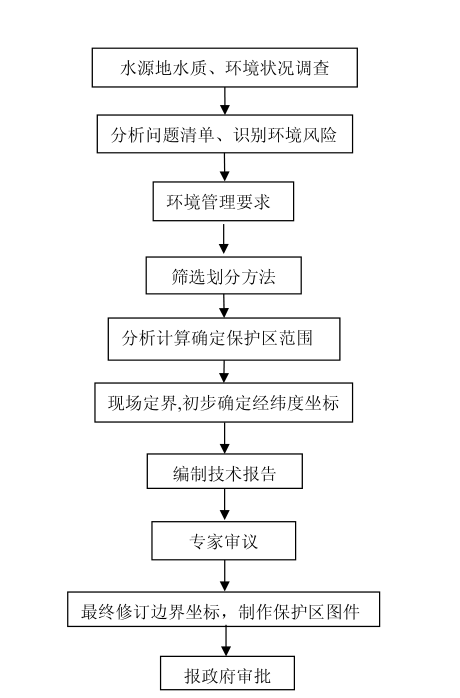 水源地水质、环境状况调查
分析问题清单、识别环境风险
环境管理要求
筛选划分方法
分析计算确定保护区范围
现场定界,初步确定经纬度坐标
编制技术报告
专家审议
最终修订边界坐标，制作保护区图件
报政府审批